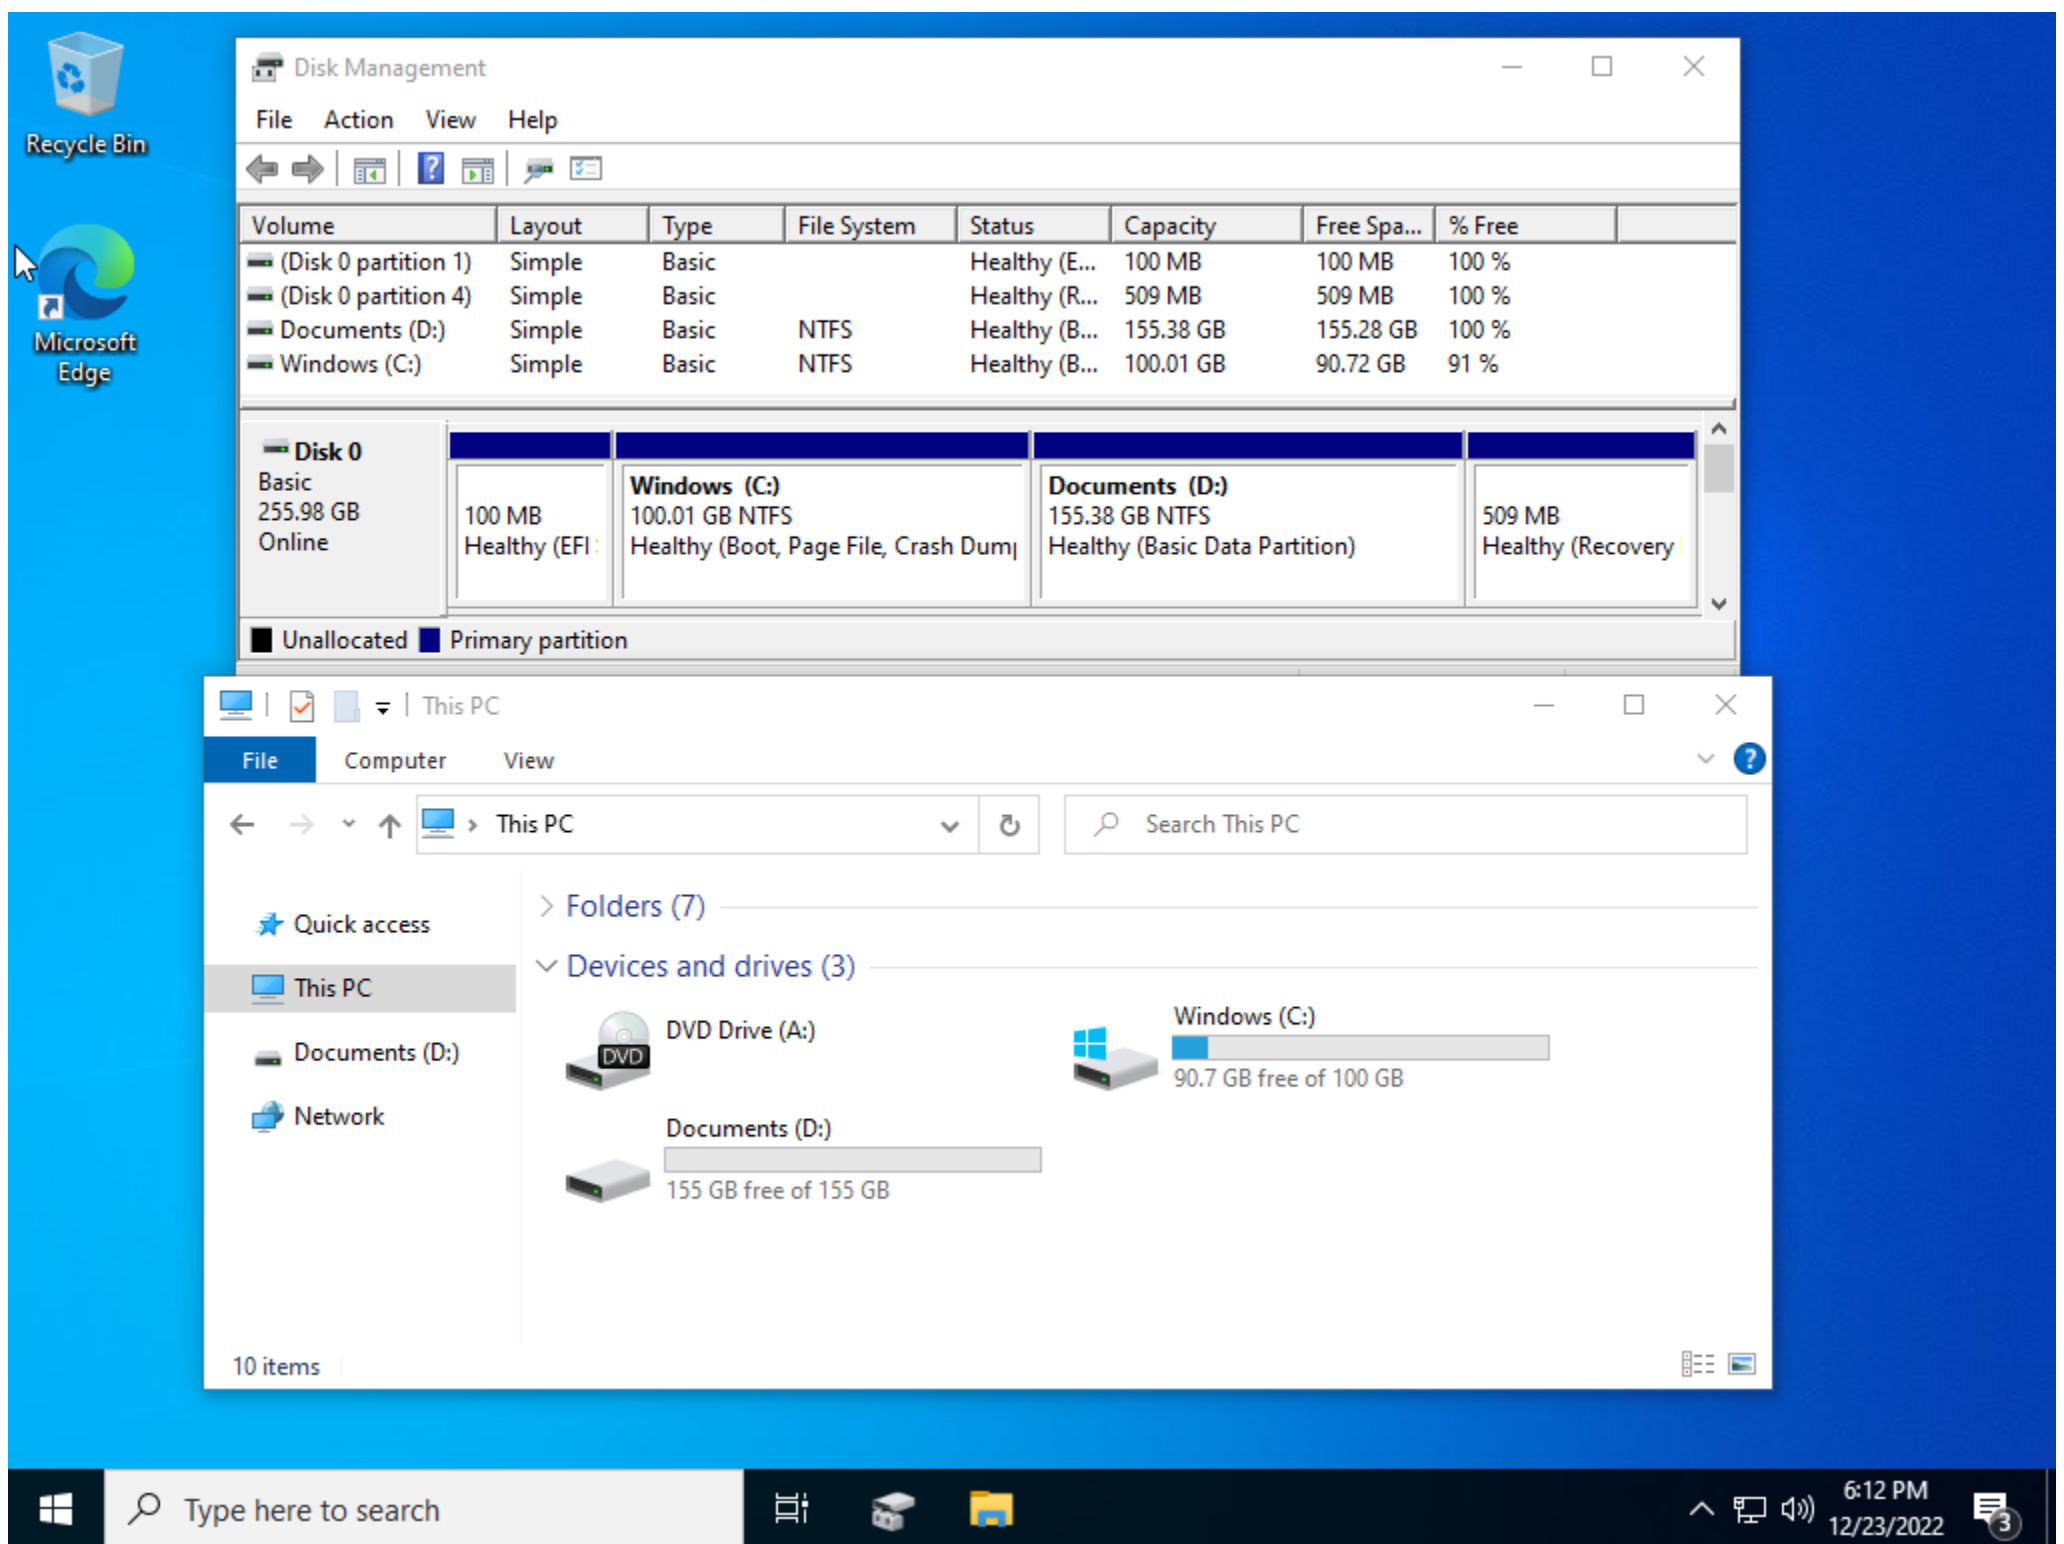 Recycle Bin
Microsoft
Edge
Disk Management
File Action View Help
Volume Layout Type File System Status Capacity Free Spa... % Free
(Disk 0 partition 1) Simple Basic Healthy (E... 100 MB 100 MB 100 %
(Disk 0 partition 4) Simple Basic Healthy (R... 509 MB 509 MB 100 %
Documents (D:) Simple Basic NTFS Healthy (B... 155.38 GB 155.28 GB 100 %
Windows (C:) Simple Basic NTFS Healthy (B... 100.01 GB 90.72 GB 91 %
Disk 0
Basic
255.98 GB
Online
100 MB
Healthy (EFI
Windows (C:)
100.01 GB NTFS
Healthy (Boot, Page File, Crash Dump
Documents (D:)
155.38 GB NTFS
Healthy (Basic Data Partition)
509 MB
Healthy (Recovery
Unallocated Primary partition
This PC
File Computer View
This PC
Search This PC
Quick access
This PC
Documents (D:)
Network
Folders (7)
Devices and drives (3)
DVD
DVD Drive (A:)
Windows (C:)
90.7 GB free of 100 GB
Documents (D:)
155 GB free of 155 GB
10 items
Type here to search
6:12 PM
12/23/2022
3